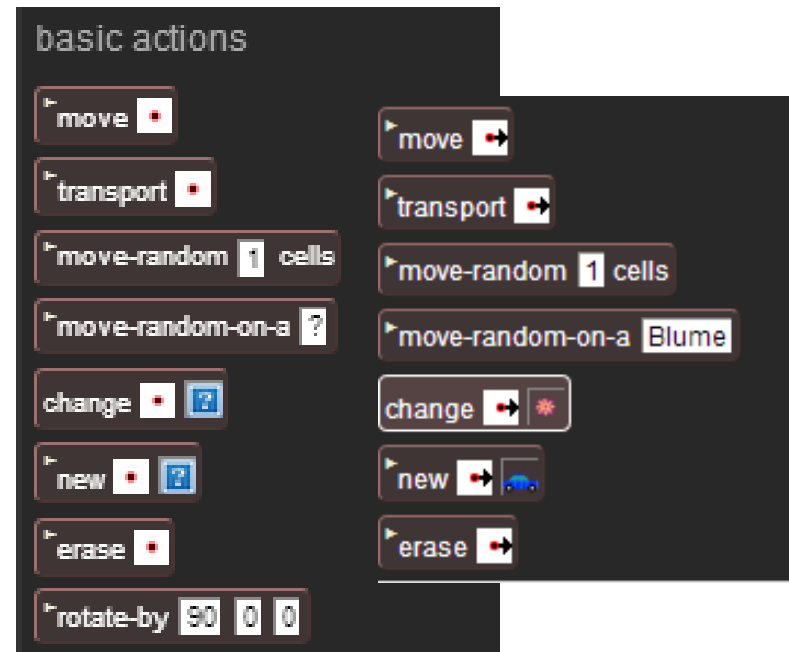 basic actions
move
transport
move-random 1 cells
move-random-on-a ?
change ?
new ?
erase
rotate-by 90 0 0
move
transport
move-random 1 cells
move-random-on-a Blume
change
new
erase